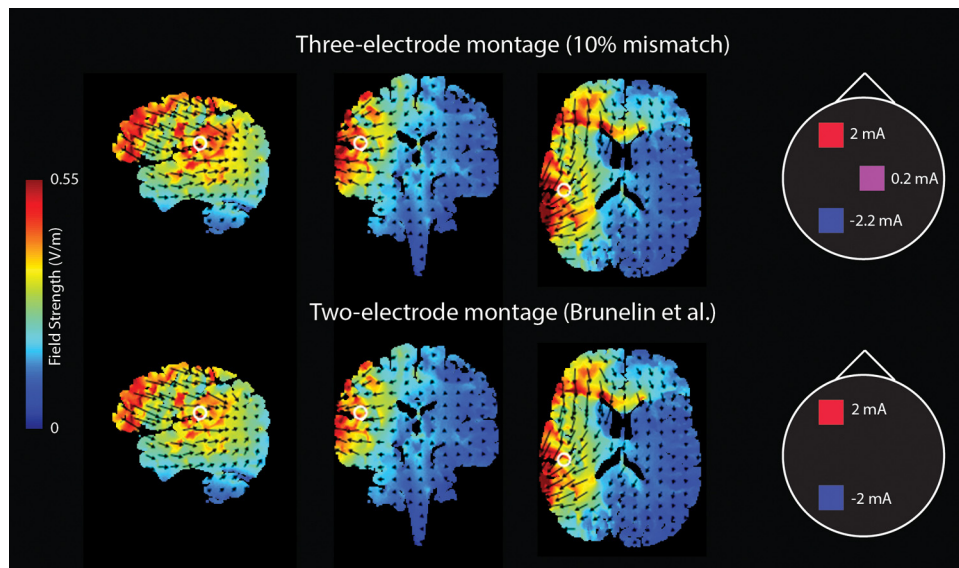 Three-electrode montage (10% mismatch)
2 mA
0.2 mA
-2.2 mA
0.55
Field Strength (V/m)
0
Two-electrode montage (Brunelin et al.)
2 mA
-2 mA